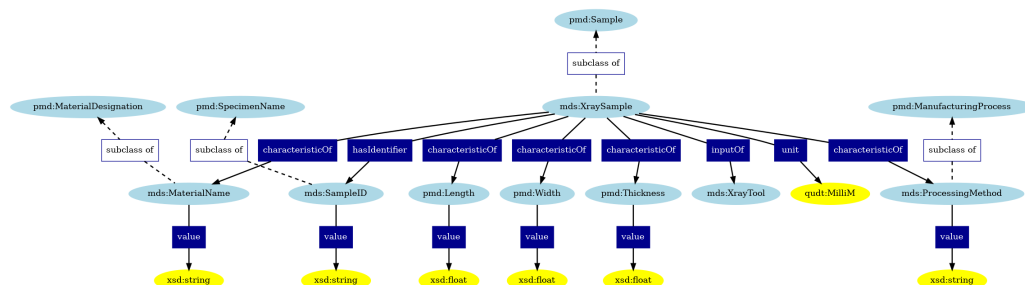 pmd:Sample
subclass of
pmd:MaterialDesignation pmd:SpecimenName mds:XraySample pmd:ManufacturingProcess
subclass of subclass of characteristicOf hasIdentifier characteristicOf characteristicOf characteristicOf inputOf unit characteristicOf subclass of
mds:MaterialName mds:SampleID pmd:Length pmd:Width pmd:Thickness mds:XrayTool qudt:MilliM mds:ProcessingMethod
value value value value value value
xsd:string xsd:string xsd:float xsd:float xsd:float xsd:string